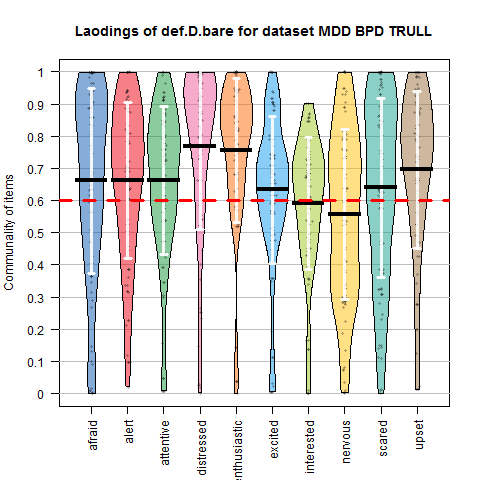 Laodings of def.D.bare for dataset MDD BPD TRULL
Communality of items
1
0.9
0.8
0.7
0.6
0.5
0.4
0.3
0.2
0.1
0
afraid
alert
attentive
distressed
enthusiastic
excited
interested
nervous
scared
upset